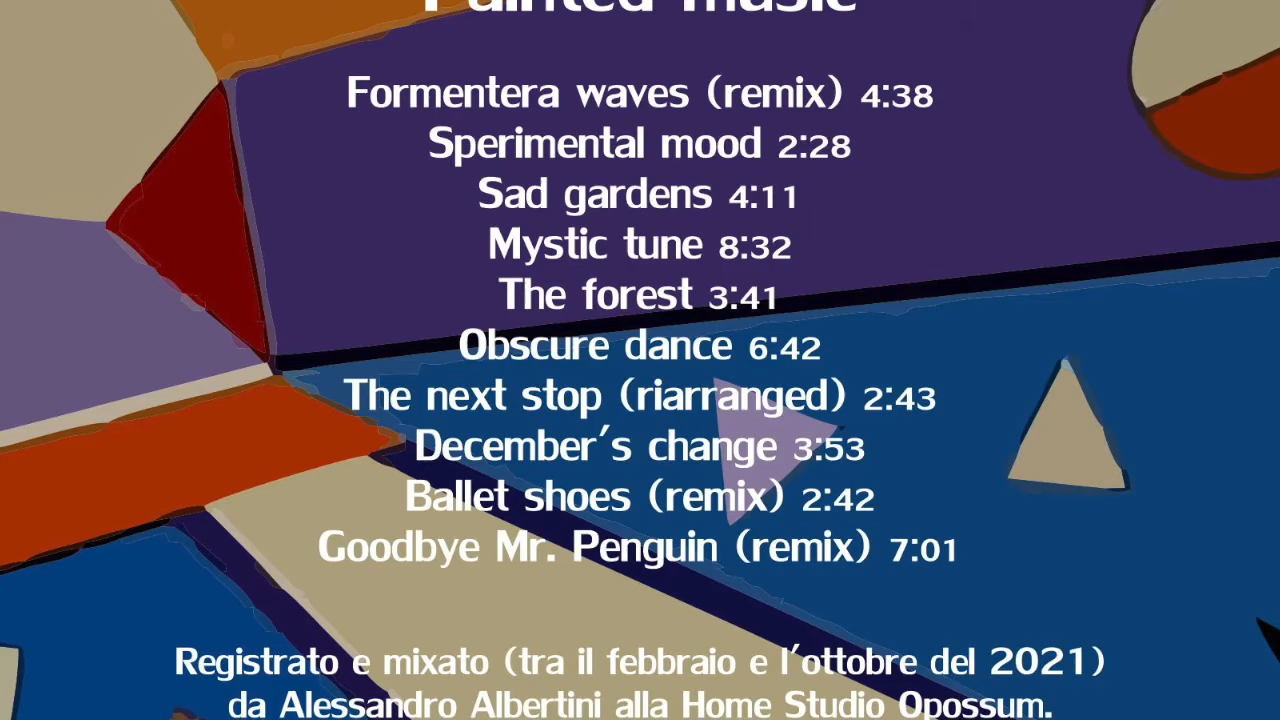 Painted music
Formentera waves (remix) 4:38
Sperimental mood 2:28
Sad gardens 4:11
Mystic tune 8:32
The forest 3:41
Obscure dance 6:42
The next stop (riarranged) 2:43
December's change 3:53
Ballet shoes (remix) 2:42
Goodbye Mr. Penguin (remix) 7:01
Registrato e mixato (tra il febbraio e l'ottobre del 2021)
da Alessandro Albertini alla Home Studio Opossum.